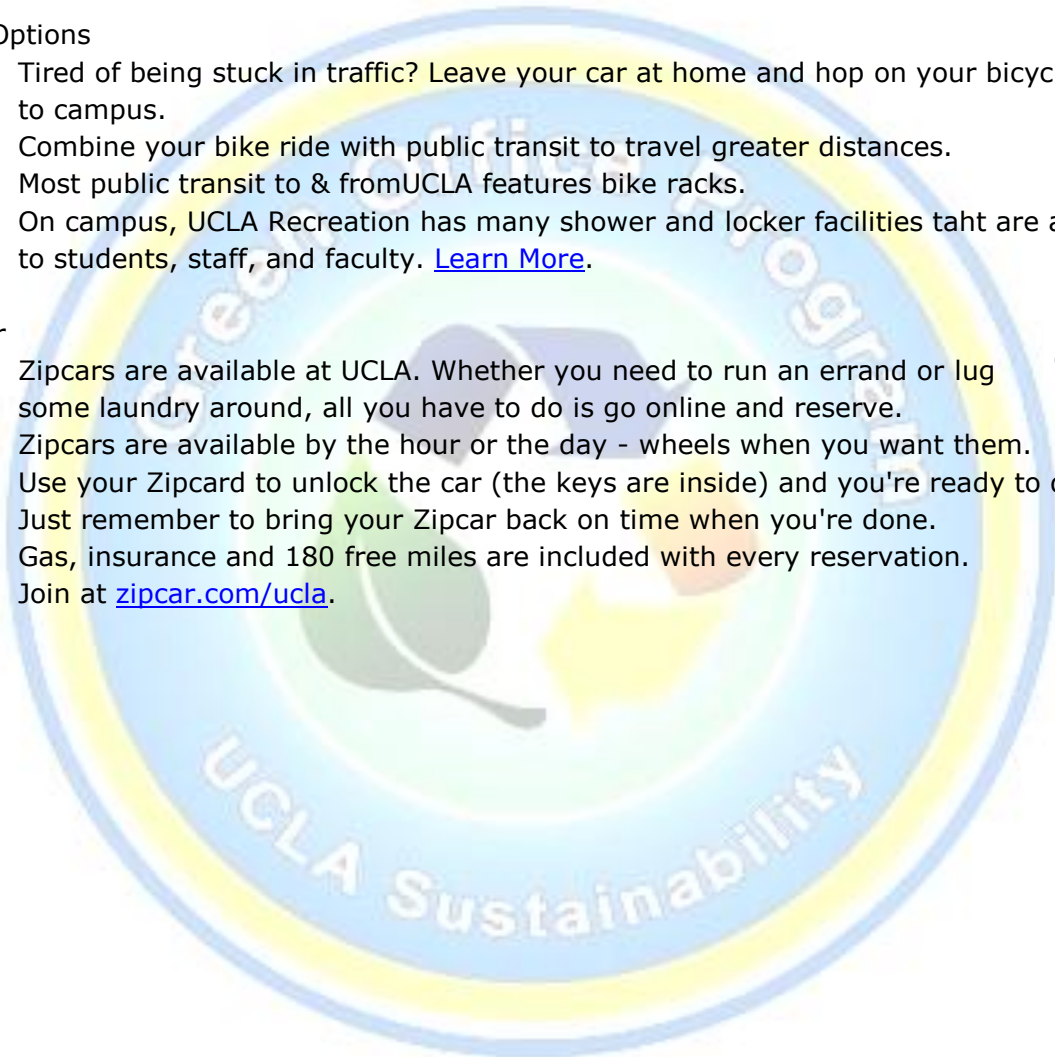 Options
Tired of being stuck in traffic? Leave your car at home and hop on your bicyc
to campus.
Combine your bike ride with public transit to travel greater distances.
Most public transit to & fromUCLA features bike racks.
On campus, UCLA Recreation has many shower and locker facilities taht are a
to students, staff, and faculty. Learn More.
r
Zipcars are available at UCLA. Whether you need to run an errand or lug
some laundry around, all you have to do is go online and reserve.
Zipcars are available by the hour or the day - wheels when you want them.
Use your Zipcard to unlock the car (the keys are inside) and you're ready to
Just remember to bring your Zipcar back on time when you're done.
Gas, insurance and 180 free miles are included with every reservation.
Join at zipcar.com/ucla.
Green Office Program
UCLA Sustainability